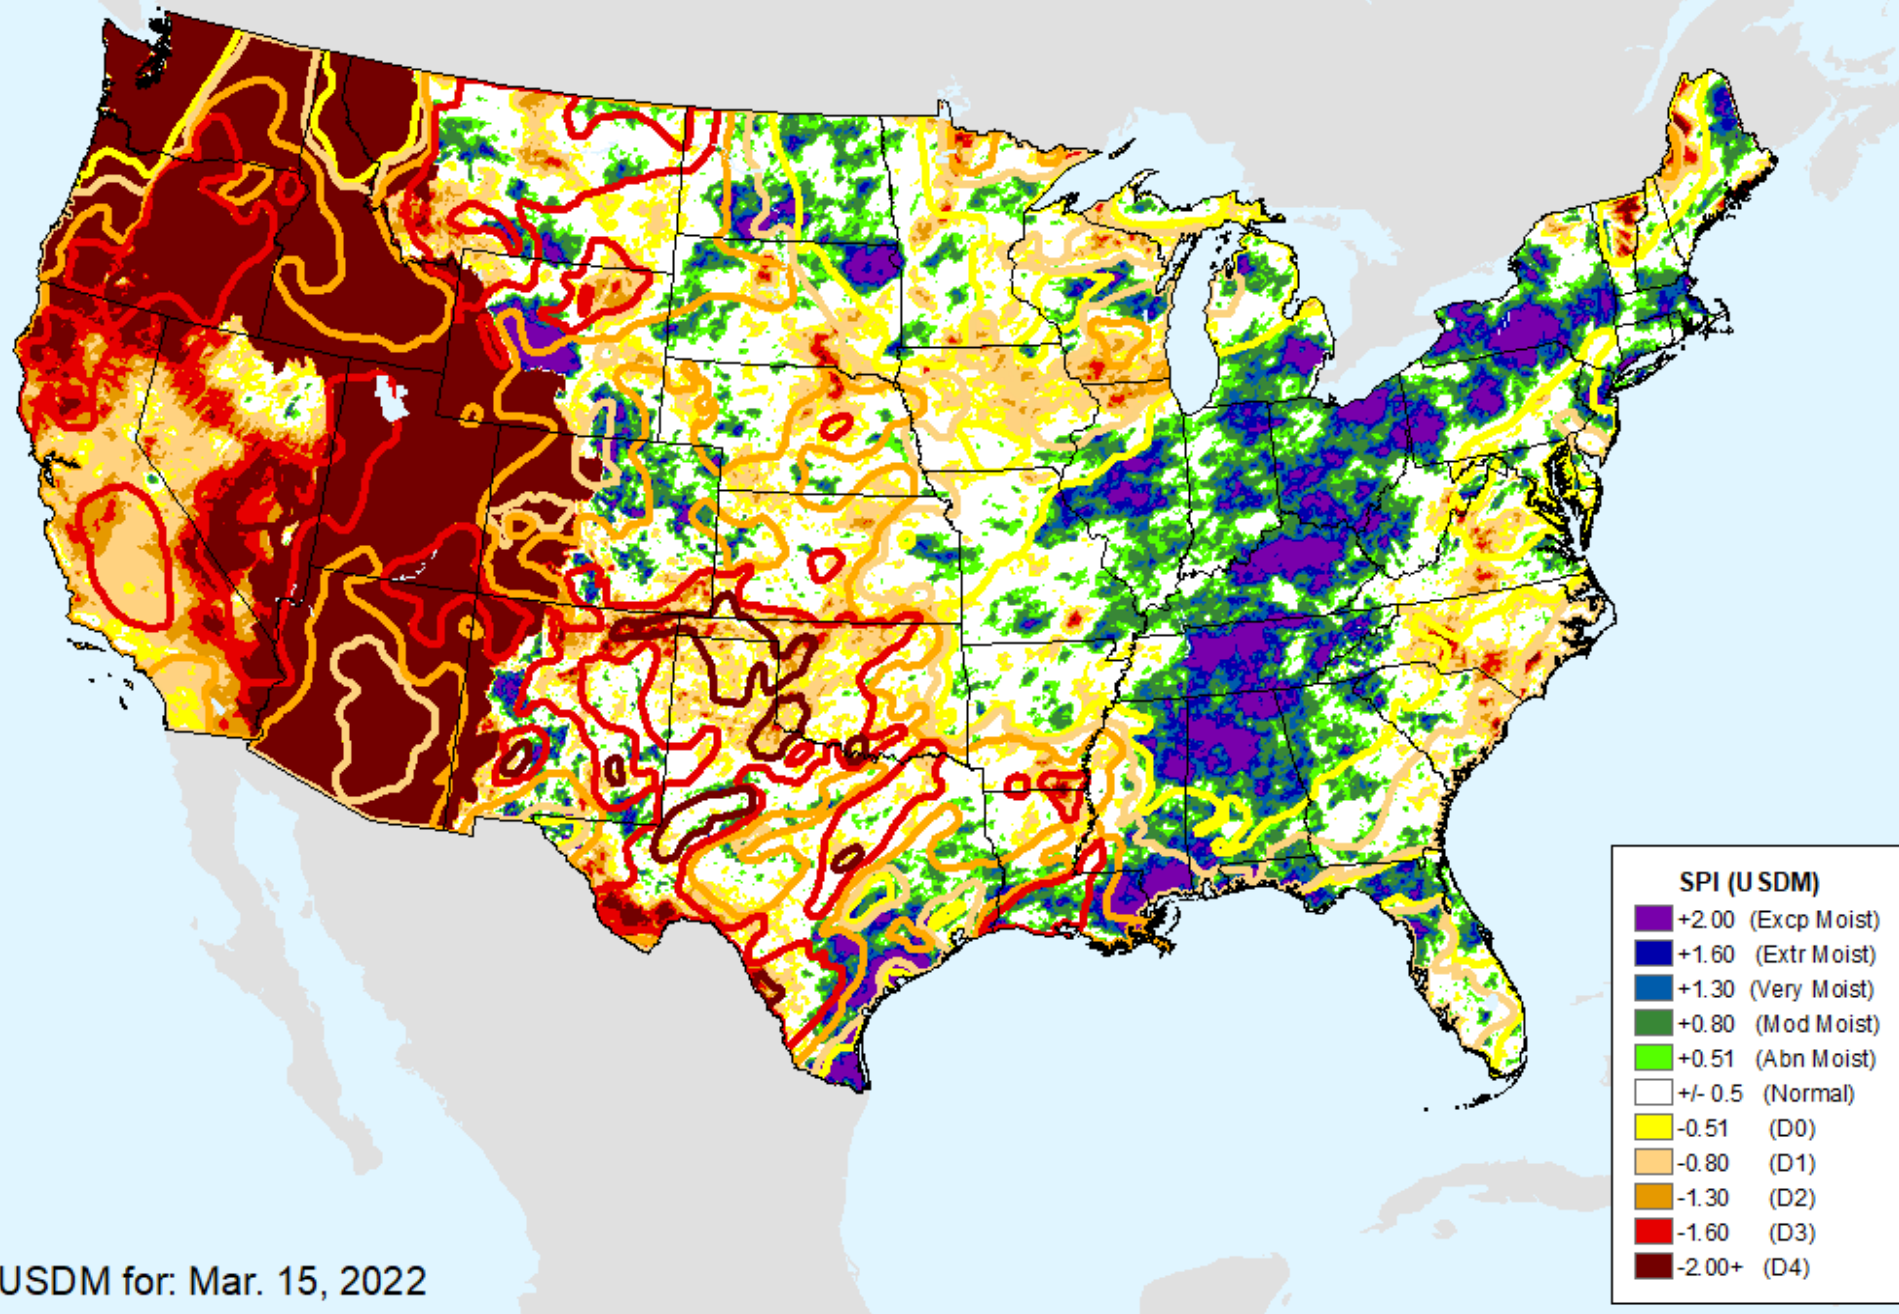 SPI (USDM)
+2.00 (Excp Moist)
+1.60 (Extr Moist)
+1.30 (Very Moist)
+0.80 (Mod Moist)
+0.51 (Abn Moist)
+/- 0.5 (Normal)
-0.51 (D0)
-0.80 (D1)
-1.30 (D2)
-1.60 (D3)
-2.00+ (D4)
USDM for: Mar. 15, 2022